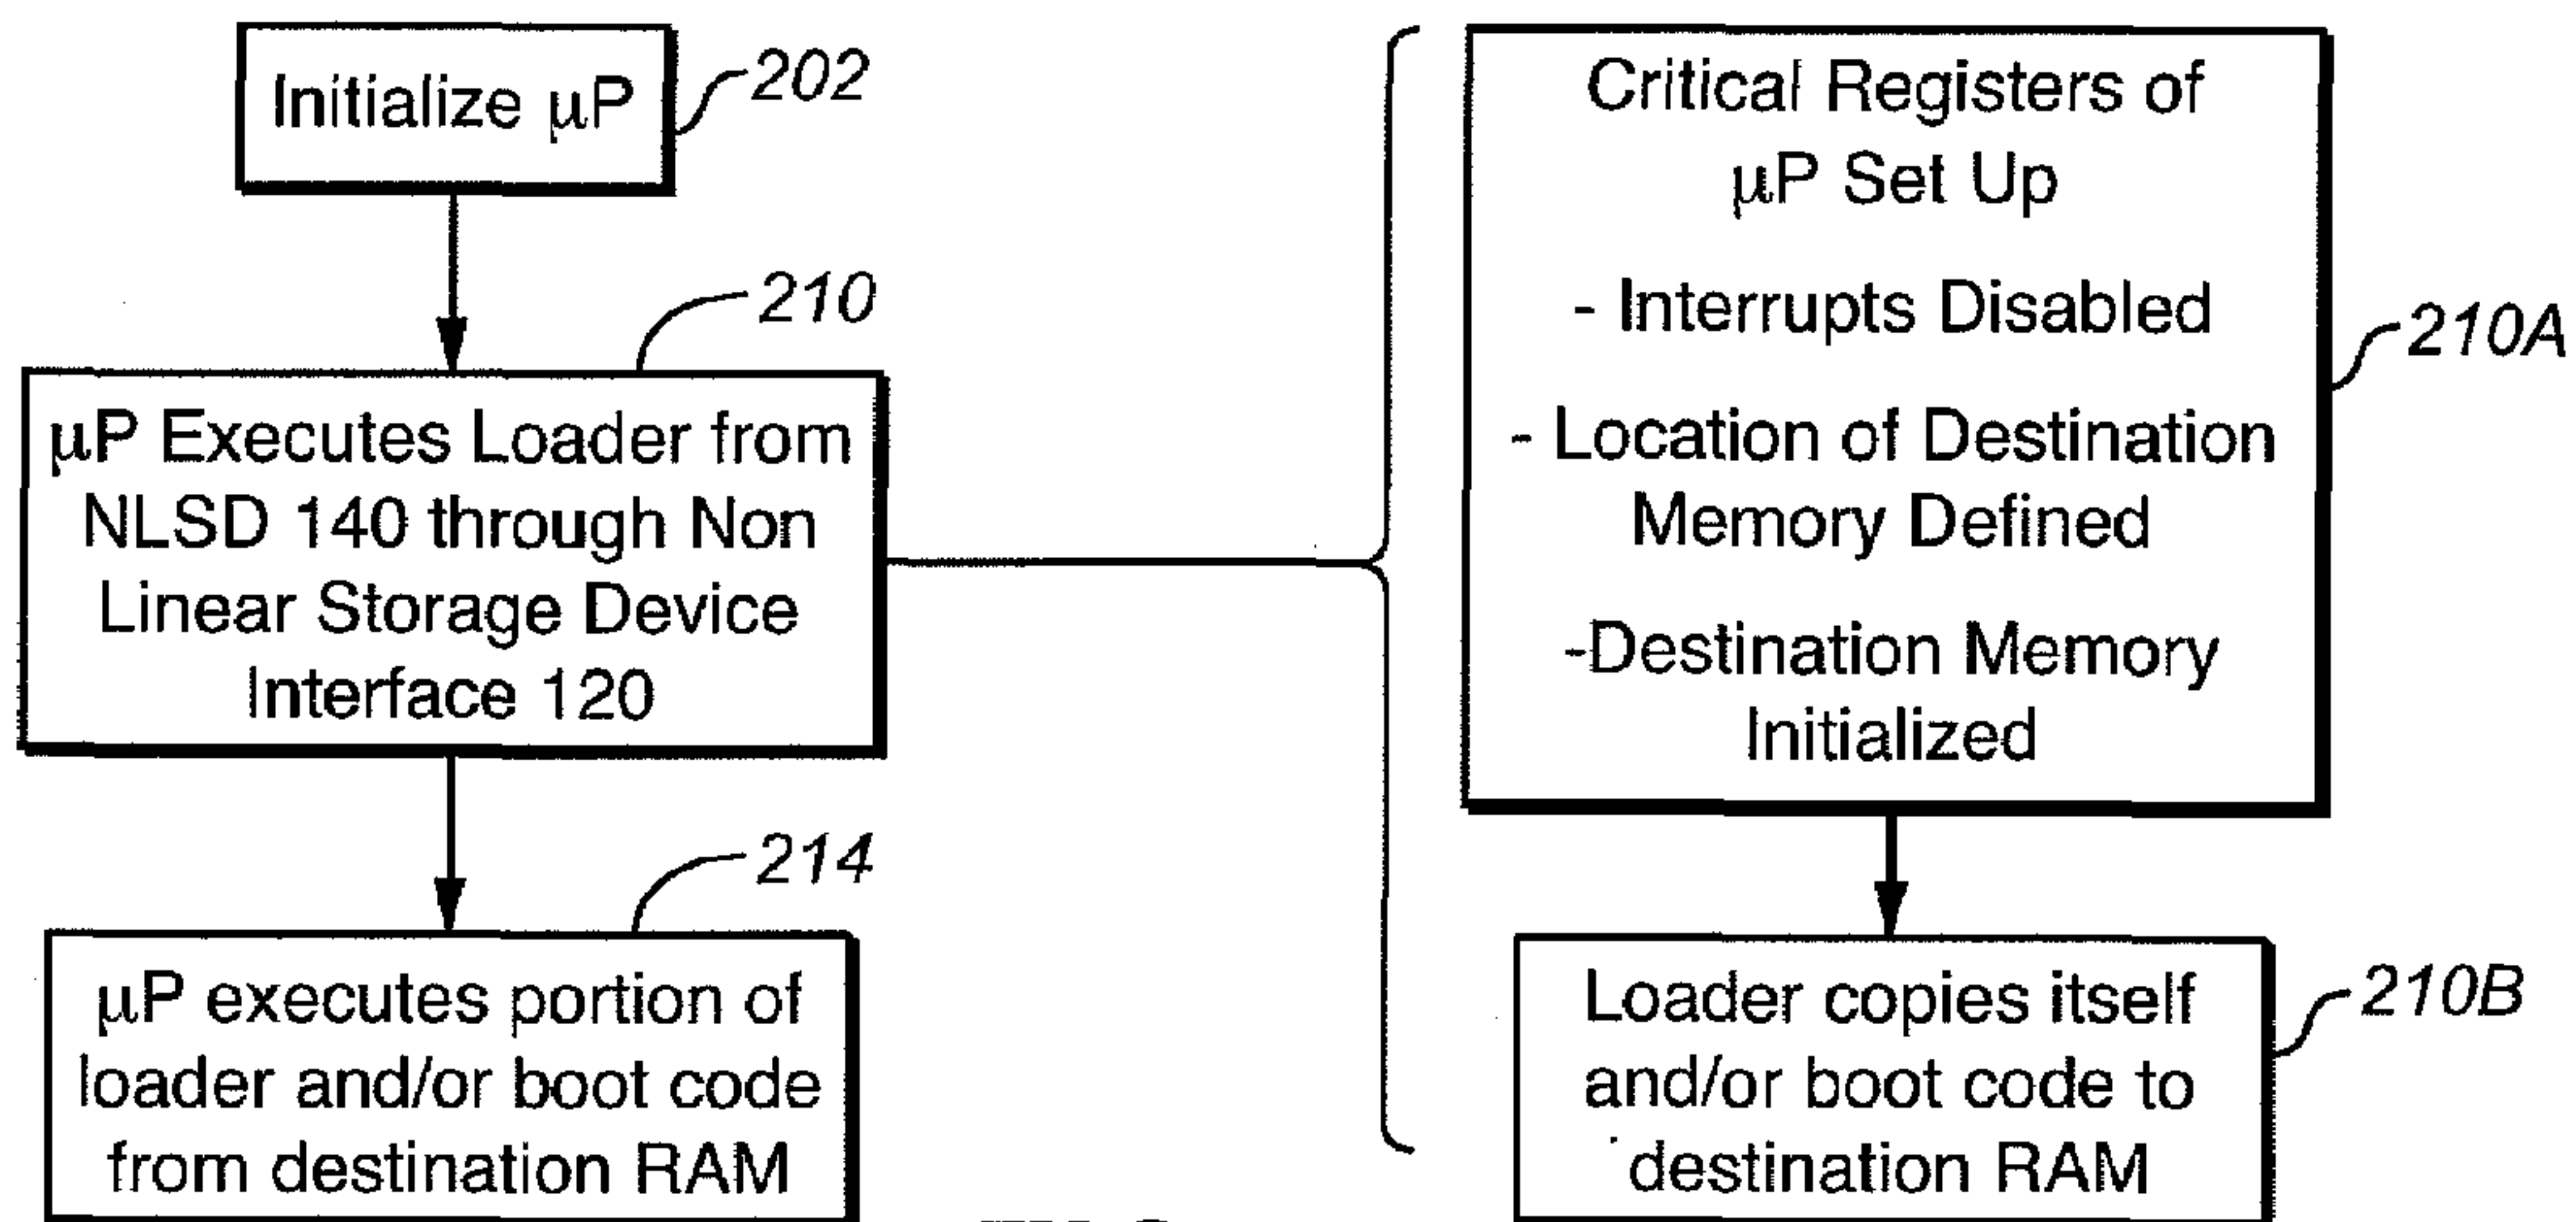 Initialize µP
202
210
µP Executes Loader from
NLSD 140 through Non
Linear Storage Device
Interface 120
214
µP executes portion of
loader and/or boot code
from destination RAM
Critical Registers of
µP Set Up
- Interrupts Disabled
- Location of Destination
Memory Defined
-Destination Memory
Initialized
210A
Loader copies itself
and/or boot code to
destination RAM
210B